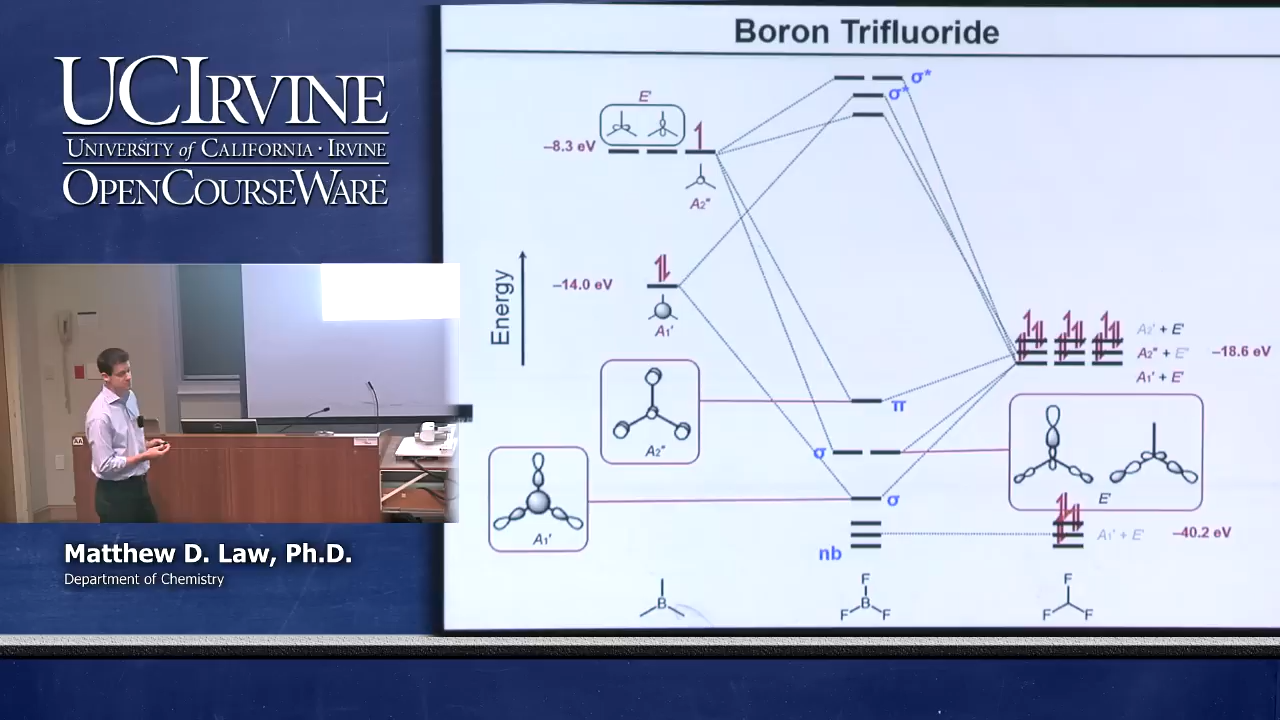 UCIRVINE
UNIVERSITY of CALIFORNIA · IRVINE
OPENCOURSEWARE
Matthew D. Law, Ph.D.
Department of Chemistry
Boron Trifluoride
σ*
σ*
E'
–8.3 eV
A2"
Energy
–14.0 eV
A1'
A2' + E'
A2" + E"
–18.6 eV
A1' + E'
π
A2"
σ
E'
A1'
σ
nb
A1' + E'
–40.2 eV
B
F
B
F F
F
F F